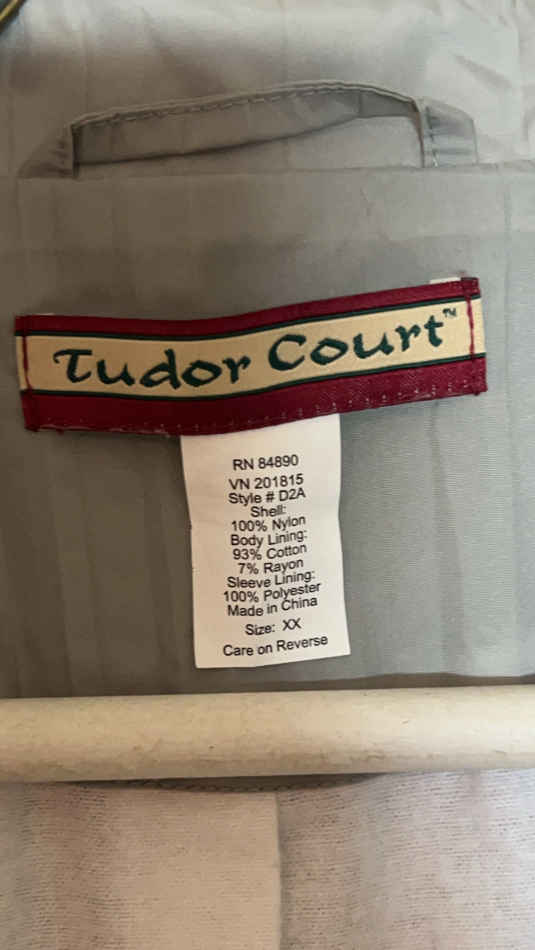 Tudor Court™
RN 84890
VN 201815
Style # D2A
Shell:
100% Nylon
Body Lining:
93% Cotton
7% Rayon
Sleeve Lining:
100% Polyester
Made in China
Size: XX
Care on Reverse